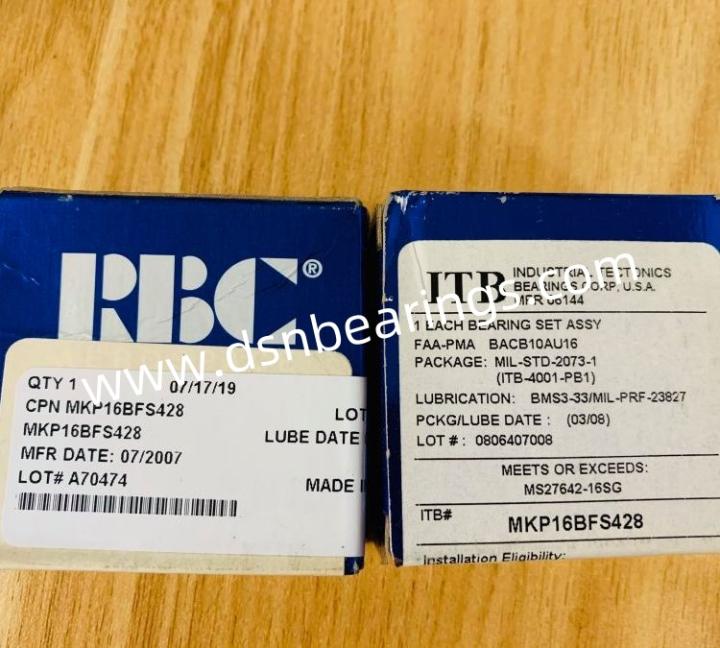 RBC®
QTY 1 07/17/19
CPN MKP16BFS428 LOT
MKP16BFS428 LUBE DATE
MFR DATE: 07/2007
LOT# A70474 MADE I
ITB INDUSTRIAL TECTONICS
BEARINGS CORP, U.S.A.
MFR
1 EACH BEARING SET ASSY
FAA-PMA BACB10AU16
PACKAGE: MIL-STD-2073-1
(ITB-4001-PB1)
LUBRICATION: BMS3-33/MIL-PRF-23827
PCKG/LUBE DATE : (03/08)
LOT # : 0806407008
MEETS OR EXCEEDS:
MS27642-16SG
ITB# MKP16BFS428
Installation Eligibility:
www.dsnbearings.com